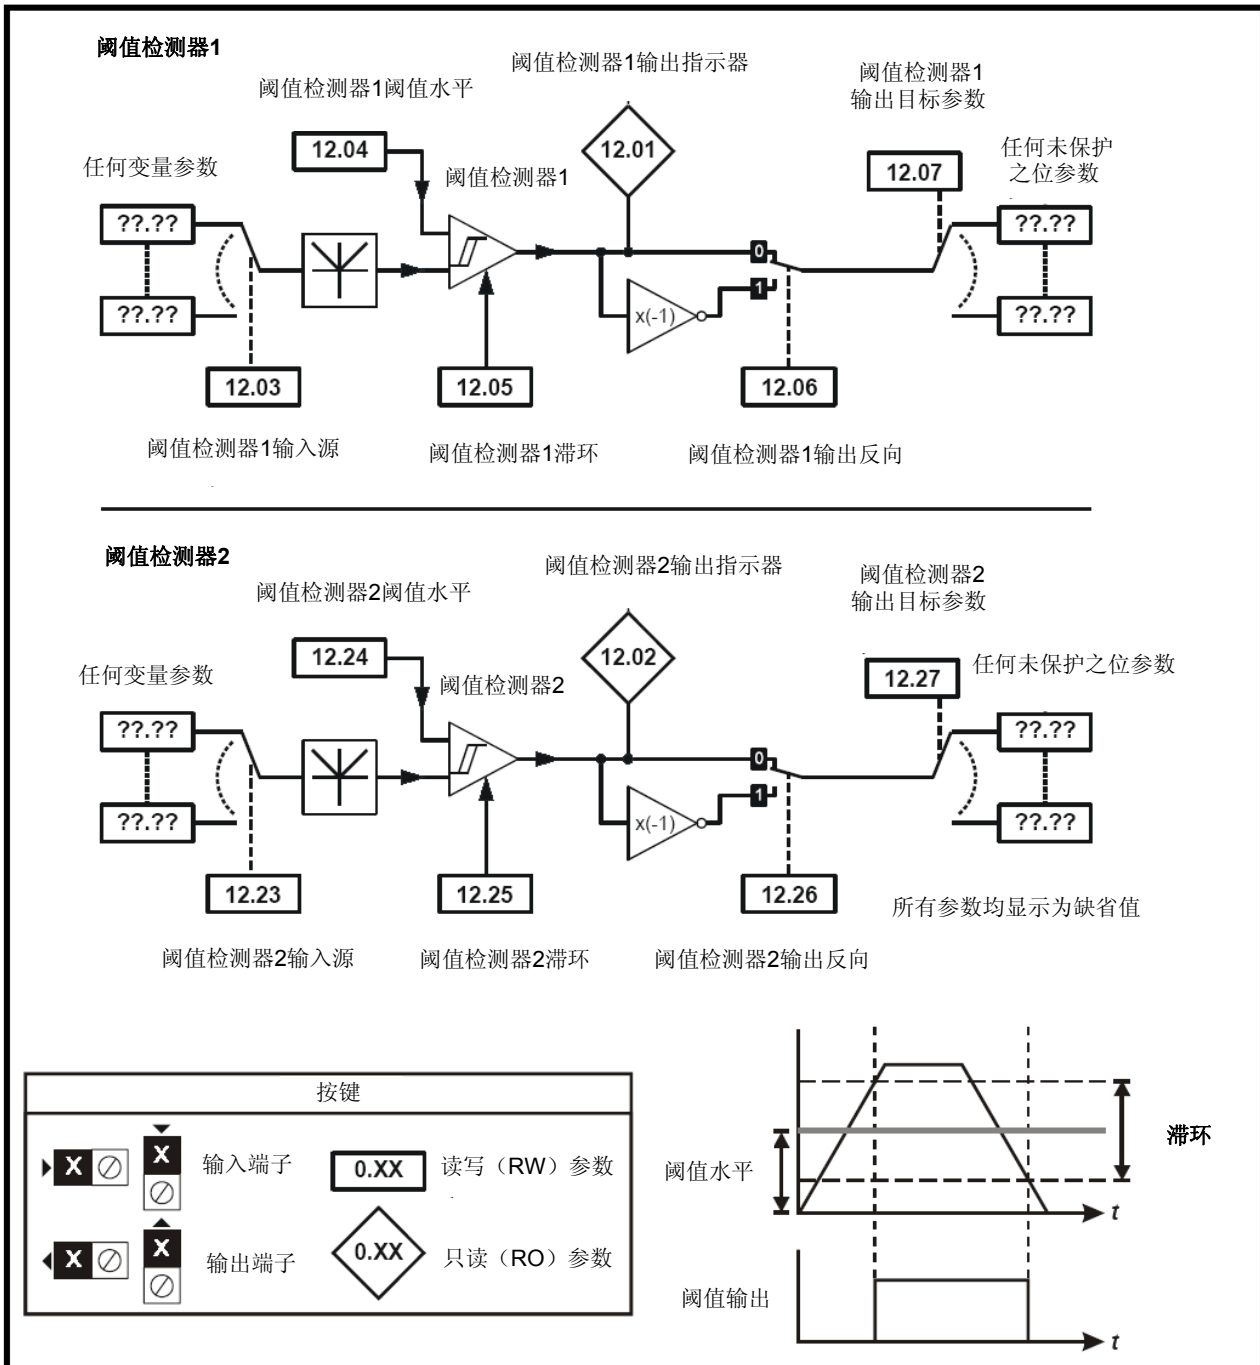 阈值检测器1
阈值检测器1输出指示器
阈值检测器1
输出目标参数
阈值检测器1阈值水平
12.04
12.01
12.07
任何未保护
之位参数
任何变量参数
阈值检测器1
??.??
??.??
0
1
x(-1)
??.??
??.??
12.03
12.05
12.06
阈值检测器1输入源
阈值检测器1滞环
阈值检测器1输出反向
阈值检测器2
阈值检测器2输出指示器
阈值检测器2
输出目标参数
阈值检测器2阈值水平
12.24
12.02
12.27
任何未保护之位参数
任何变量参数
阈值检测器2
??.??
??.??
0
1
x(-1)
??.??
??.??
12.23
12.25
12.26
所有参数均显示为缺省值
阈值检测器2输入源
阈值检测器2滞环
阈值检测器2输出反向
按键
X
X
输入端子
0.XX
读写（RW）参数
X
X
输出端子
0.XX
只读（RO）参数
滞环
阈值水平
t
阈值输出
t